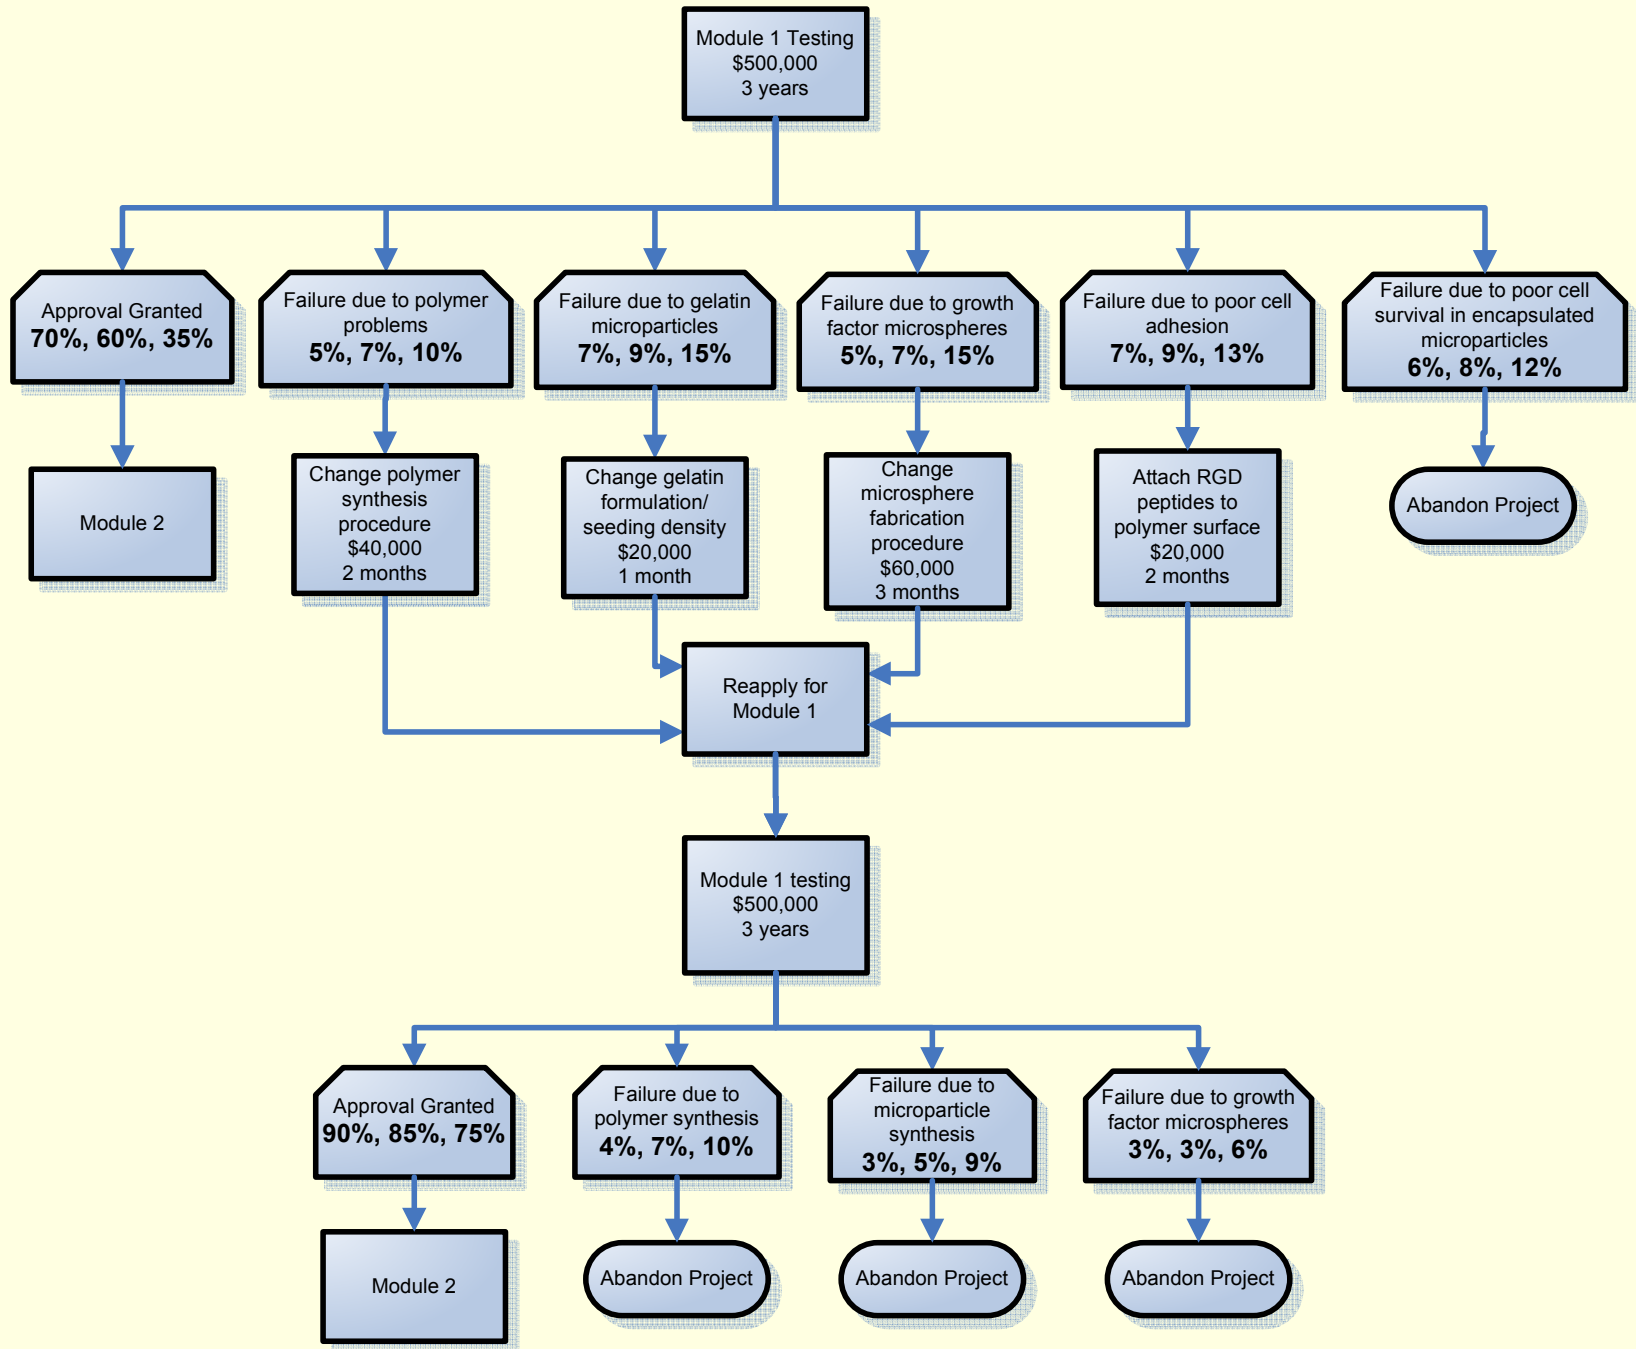 Module 1 Testing
$500,000
3 years
Approval Granted
70%, 60%, 35%
Failure due to polymer
problems
5%, 7%, 10%
Failure due to gelatin
microparticles
7%, 9%, 15%
Failure due to growth
factor microspheres
5%, 7%, 15%
Failure due to poor cell
adhesion
7%, 9%, 13%
Failure due to poor cell
survival in encapsulated
microparticles
6%, 8%, 12%
Module 2
Change polymer
synthesis
procedure
$40,000
2 months
Change gelatin
formulation/
seeding density
$20,000
1 month
Change
microsphere
fabrication
procedure
$60,000
3 months
Attach RGD
peptides to
polymer surface
$20,000
2 months
Abandon Project
Reapply for
Module 1
Module 1 testing
$500,000
3 years
Approval Granted
90%, 85%, 75%
Failure due to
polymer synthesis
4%, 7%, 10%
Failure due to
microparticle
synthesis
3%, 5%, 9%
Failure due to growth
factor microspheres
3%, 3%, 6%
Module 2
Abandon Project
Abandon Project
Abandon Project